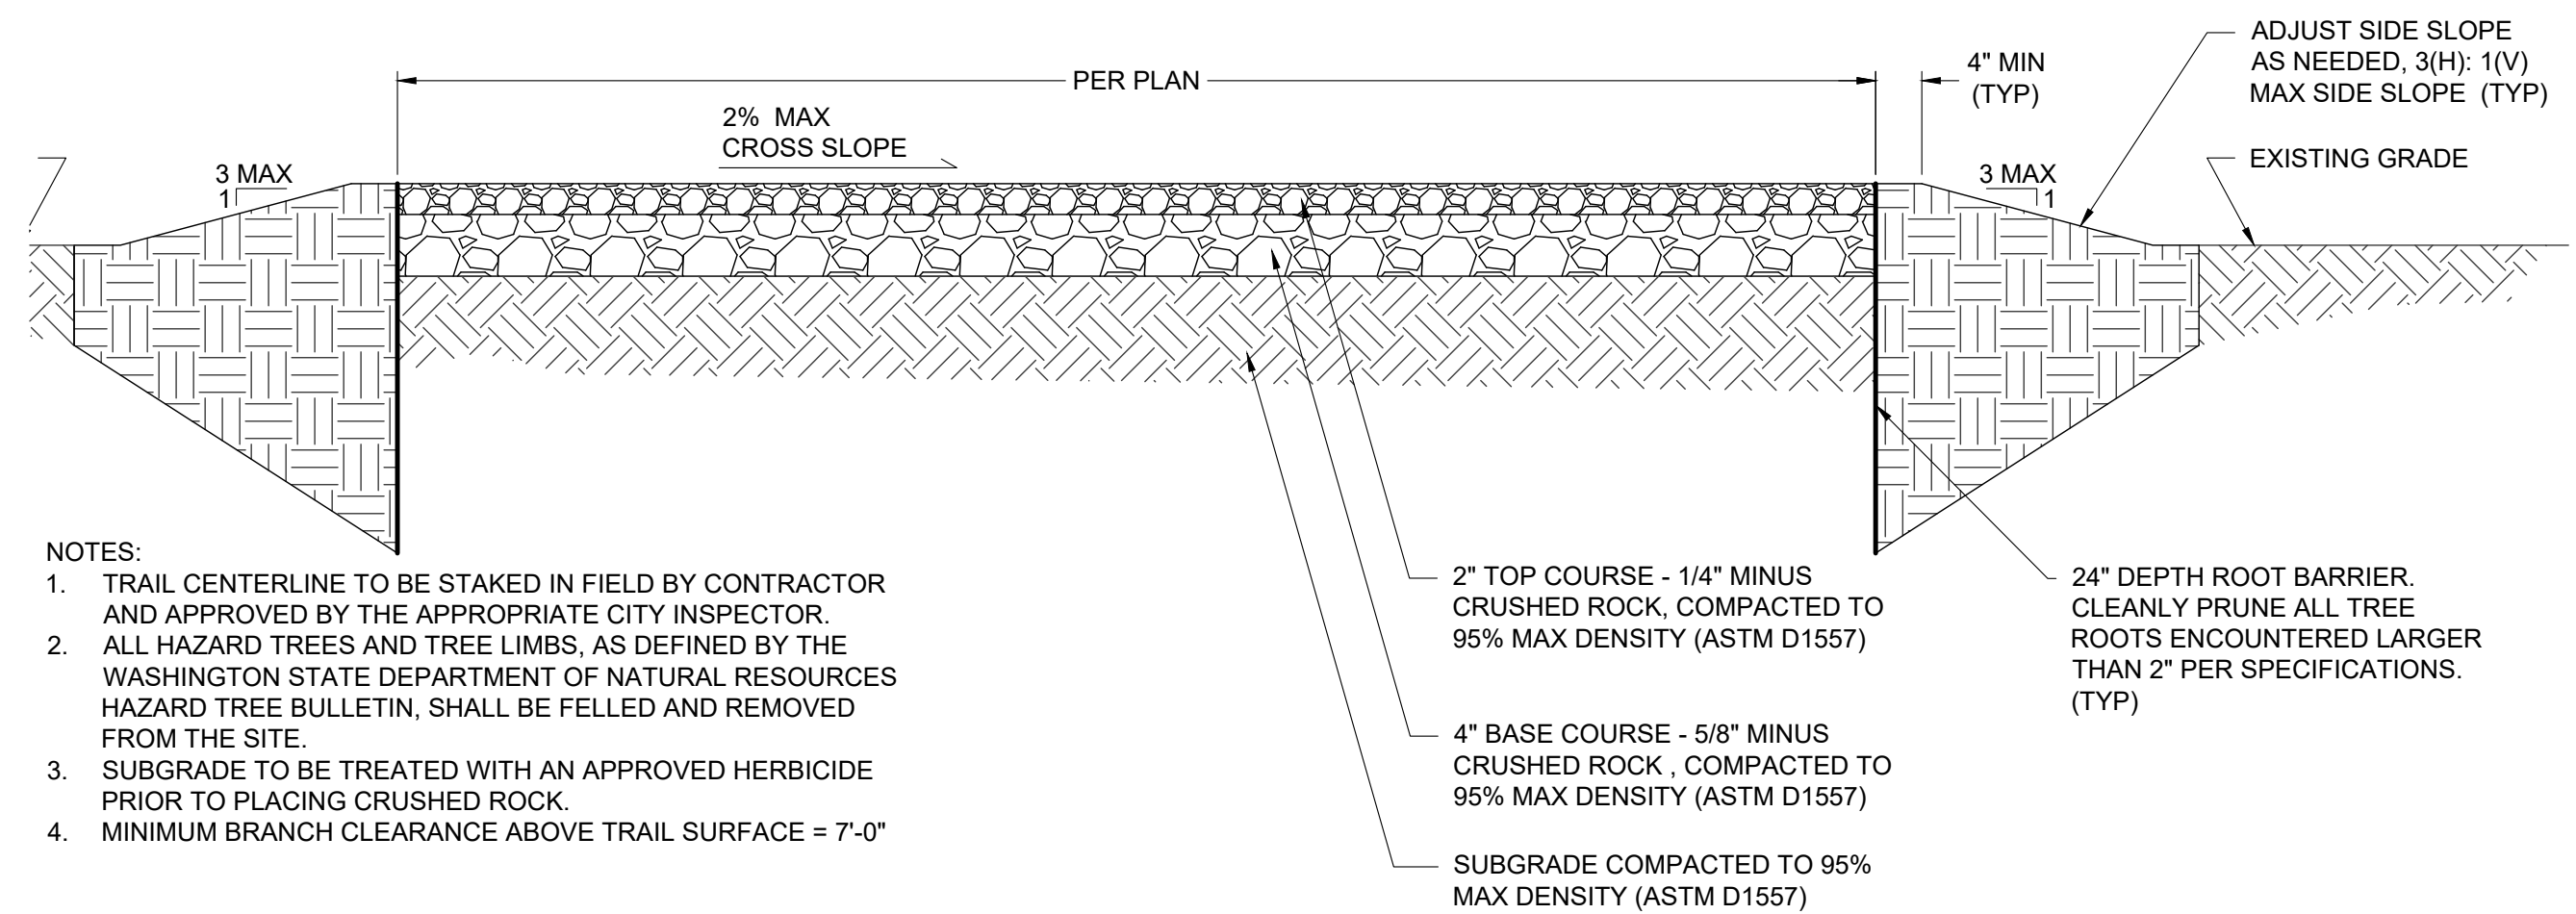 PER PLAN
4" MIN
(TYP)
ADJUST SIDE SLOPE
AS NEEDED, 3(H): 1(V)
MAX SIDE SLOPE (TYP)
2% MAX
CROSS SLOPE
EXISTING GRADE
3 MAX
1
3 MAX
1
NOTES:
1. TRAIL CENTERLINE TO BE STAKED IN FIELD BY CONTRACTOR
AND APPROVED BY THE APPROPRIATE CITY INSPECTOR.
2. ALL HAZARD TREES AND TREE LIMBS, AS DEFINED BY THE
WASHINGTON STATE DEPARTMENT OF NATURAL RESOURCES
HAZARD TREE BULLETIN, SHALL BE FELLED AND REMOVED
FROM THE SITE.
3. SUBGRADE TO BE TREATED WITH AN APPROVED HERBICIDE
PRIOR TO PLACING CRUSHED ROCK.
4. MINIMUM BRANCH CLEARANCE ABOVE TRAIL SURFACE = 7'-0"
2" TOP COURSE - 1/4" MINUS
CRUSHED ROCK, COMPACTED TO
95% MAX DENSITY (ASTM D1557)
4" BASE COURSE - 5/8" MINUS
CRUSHED ROCK , COMPACTED TO
95% MAX DENSITY (ASTM D1557)
SUBGRADE COMPACTED TO 95%
MAX DENSITY (ASTM D1557)
24" DEPTH ROOT BARRIER.
CLEANLY PRUNE ALL TREE
ROOTS ENCOUNTERED LARGER
THAN 2" PER SPECIFICATIONS.
(TYP)